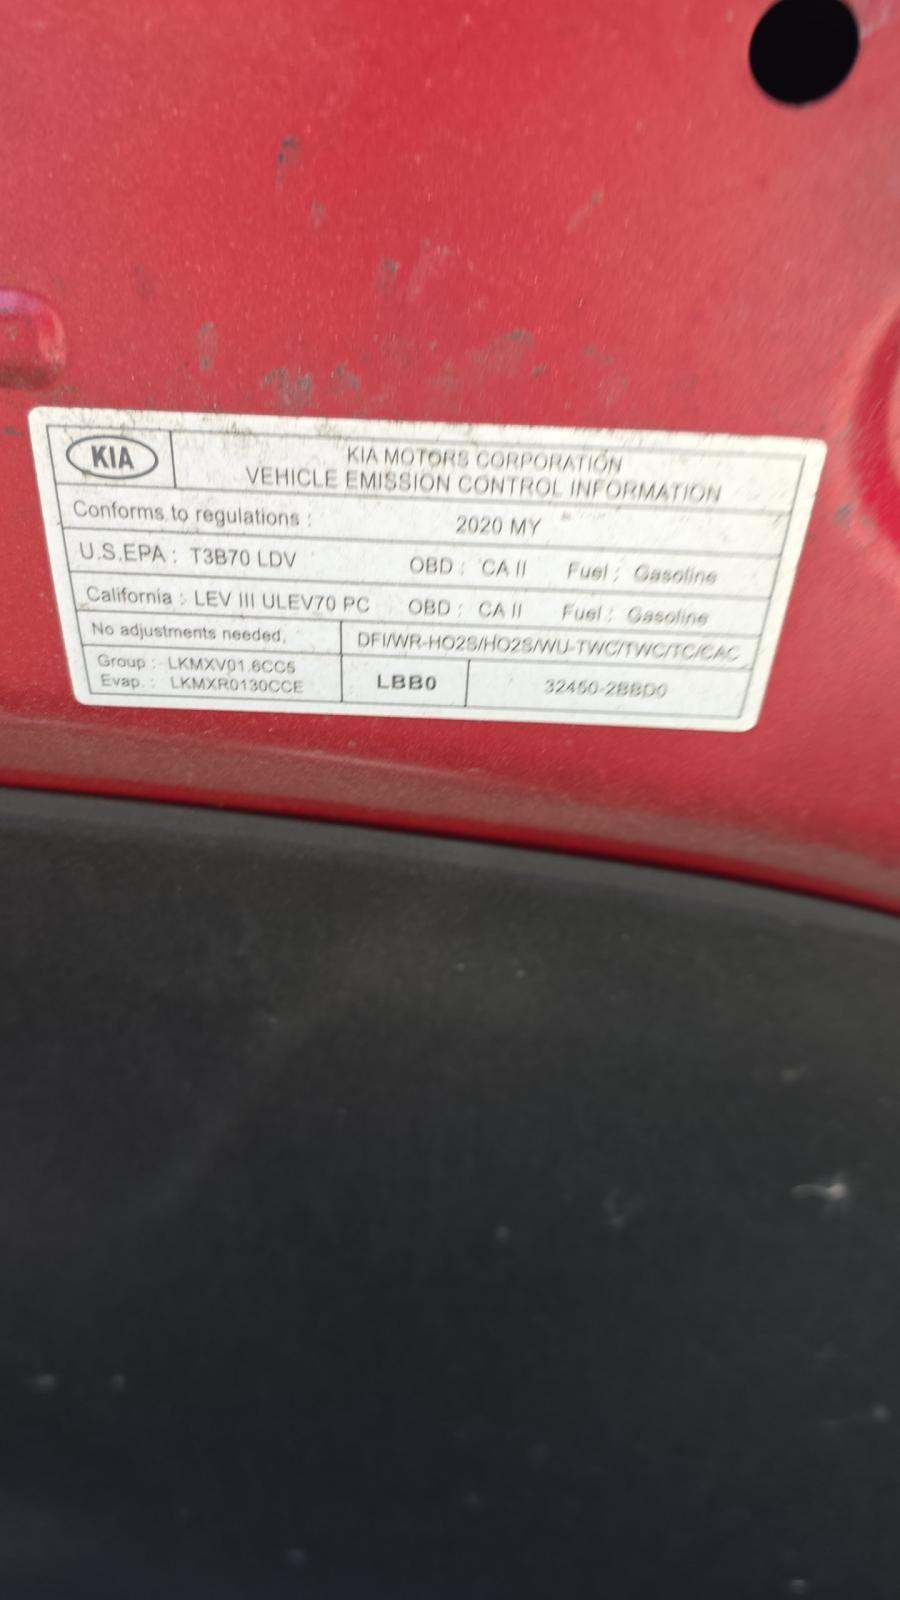 KIA
KIA MOTORS CORPORATION
VEHICLE EMISSION CONTROL INFORMATION
Conforms to regulations : 2020 MY
U.S.EPA : T3B70 LDV OBD : CA II Fuel : Gasoline
California : LEV III ULEV70 PC OBD : CA II Fuel : Gasoline
No adjustments needed. DFI/WR-HO2S/HO2S/WU-TWC/TWC/TC/CAC
Group : LKMXV01.6CC5
Evap. : LKMXR0130CCE
LBB0
32450-2BBD0